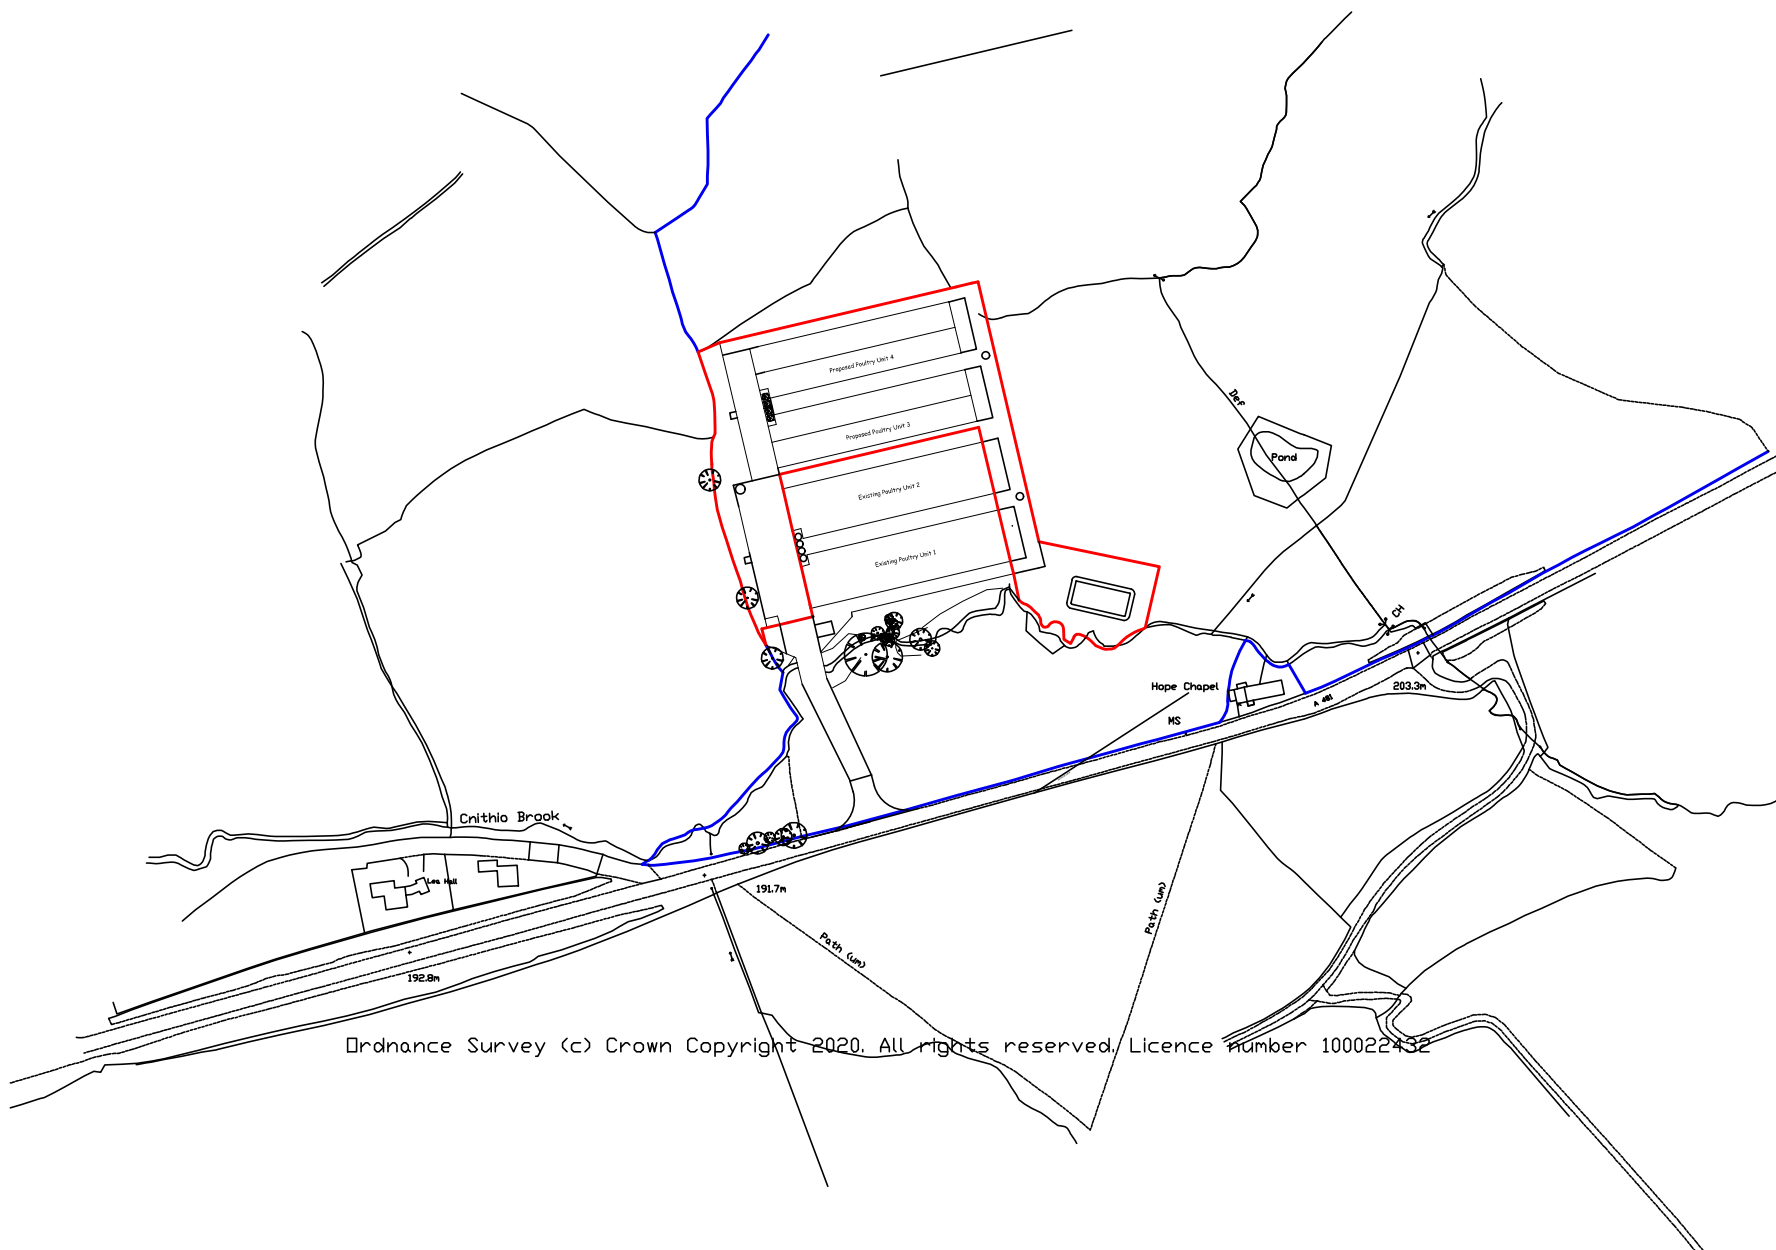 Proposed Poultry Unit 4
Proposed Poultry Unit 3
Def
Pond
Existing Poultry Unit 2
Existing Poultry Unit 1
CH
Hope Chapel
203.3m
A 481
MS
Cnithio Brook
Lea Hall
191.7m
Path (um)
Path (um)
192.8m
Ordnance Survey (c) Crown Copyright 2020. All rights reserved. Licence number 100022432